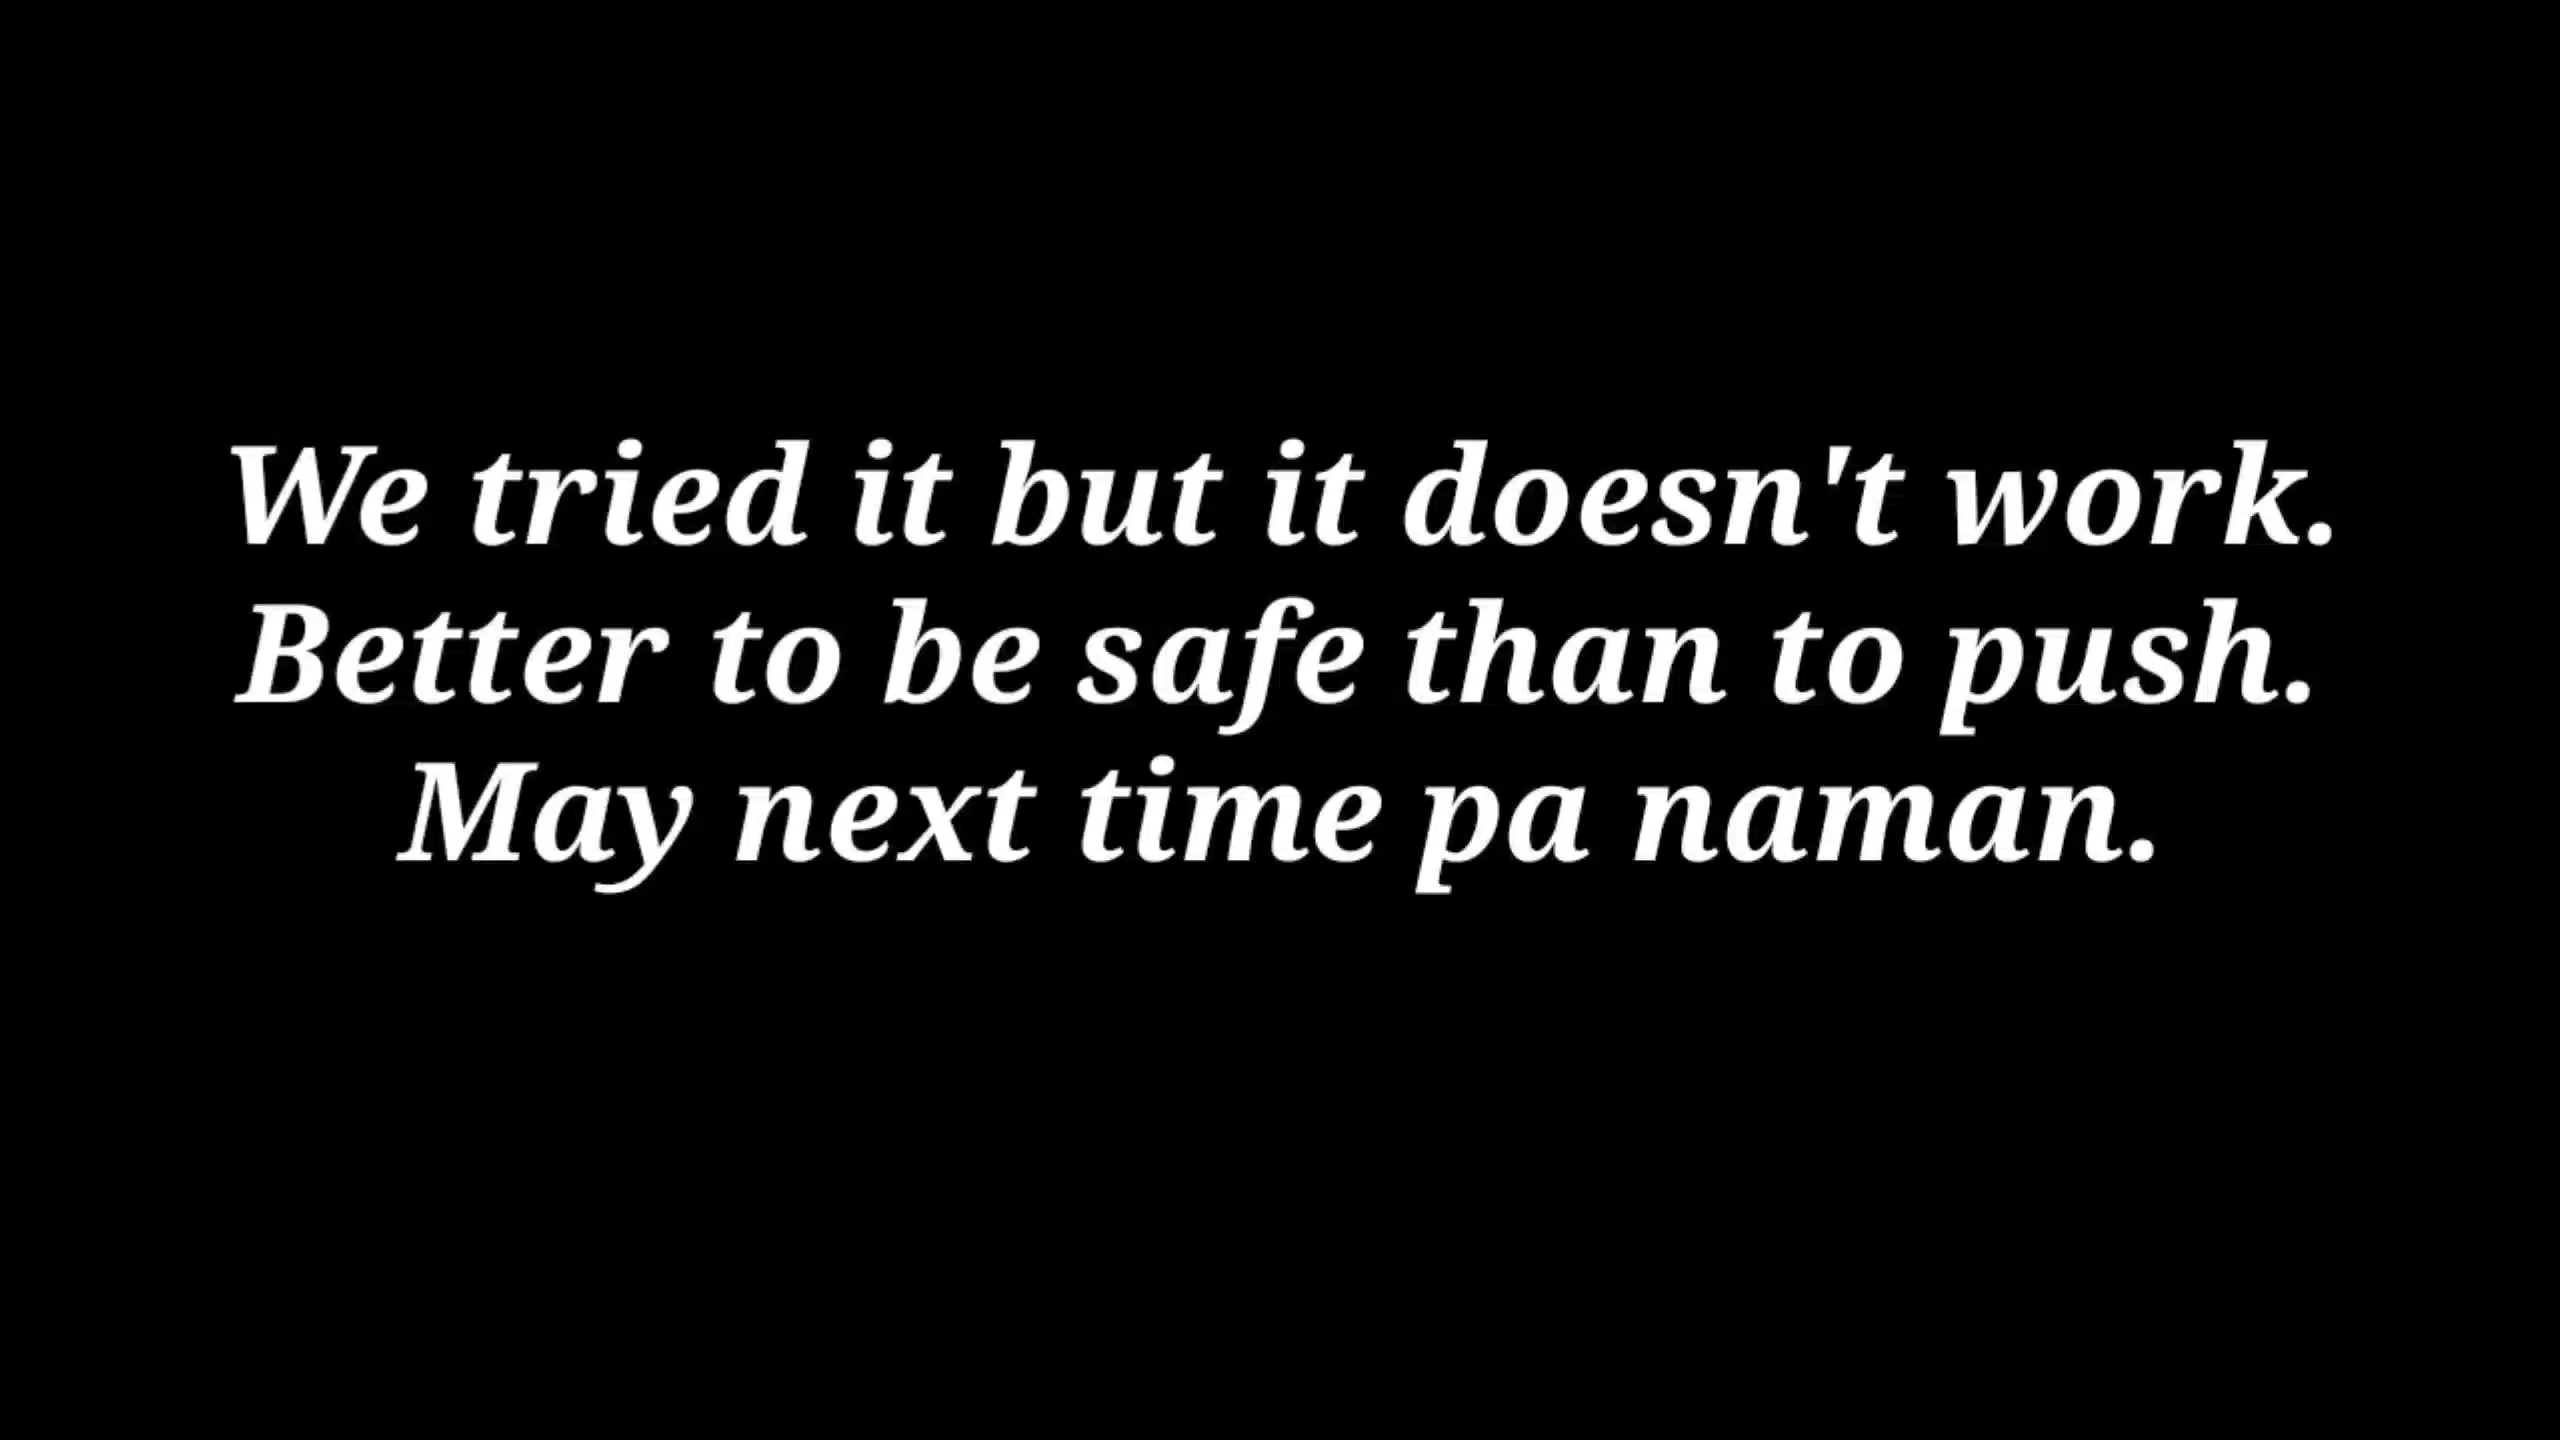 We tried it but it doesn't work.
Better to be safe than to push.
May next time pa naman.